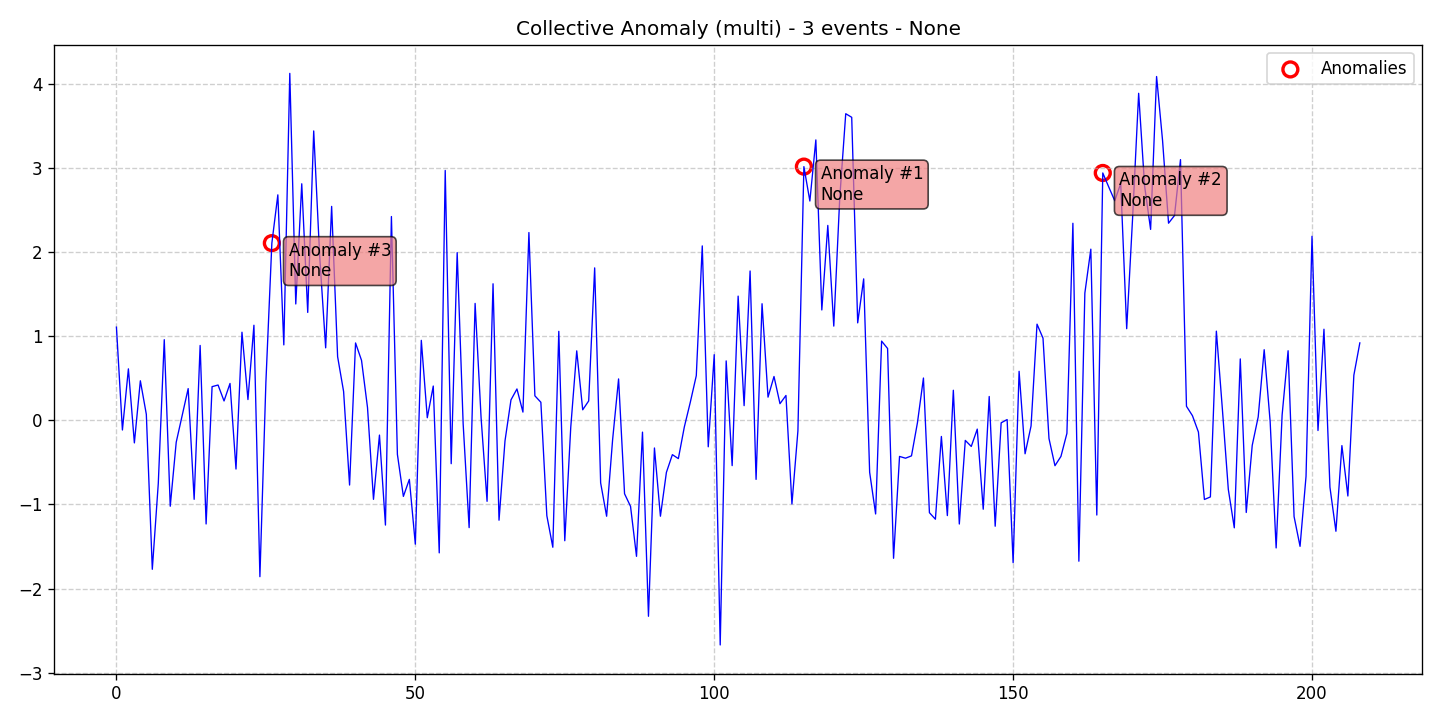 Collective Anomaly (multi) - 3 events - None
Anomalies
Anomaly #3
None
Anomaly #1
None
Anomaly #2
None
4
3
2
1
0
−1
−2
−3
0
50
100
150
200